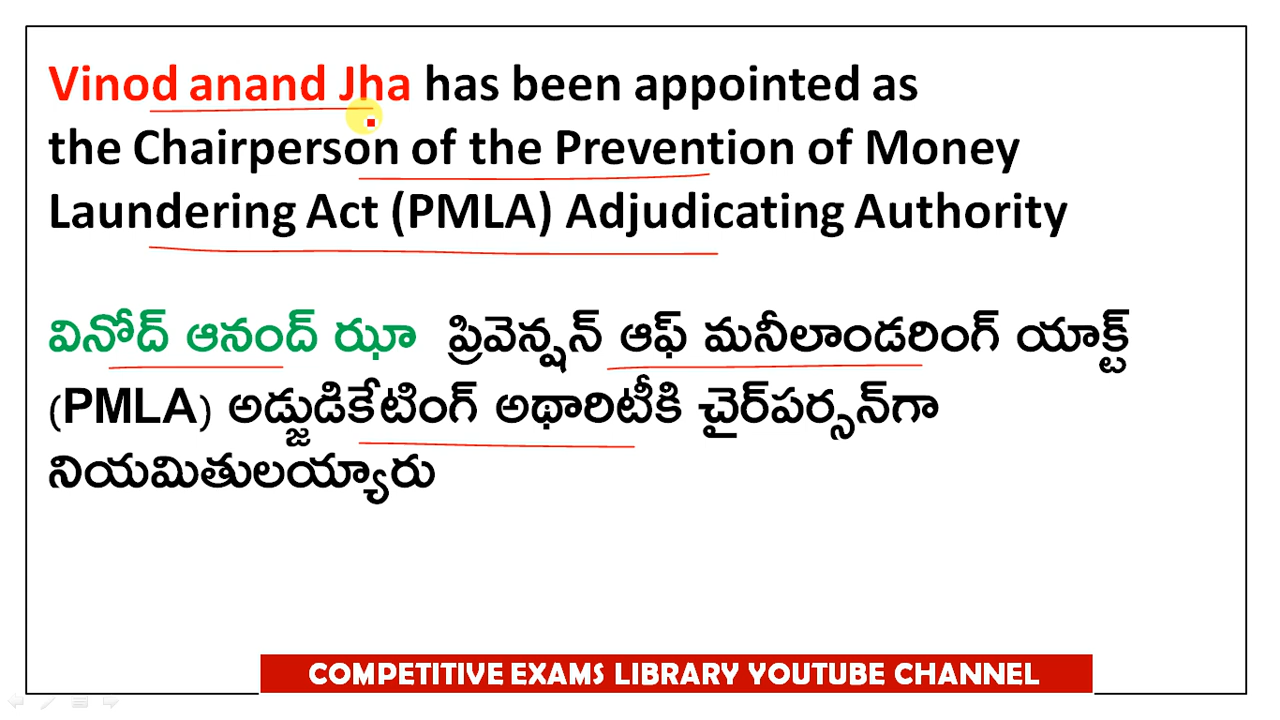 Vinod anand Jha has been appointed as
the Chairperson of the Prevention of Money
Laundering Act (PMLA) Adjudicating Authority
వినోద్ ఆనంద్ ఝా ప్రివెన్షన్ ఆఫ్ మనీలాండరింగ్ యాక్ట్
(PMLA) అడ్జుడికేటింగ్ అథారిటీకి చైర్‌పర్సన్‌గా
నియమితులయ్యారు
COMPETITIVE EXAMS LIBRARY YOUTUBE CHANNEL